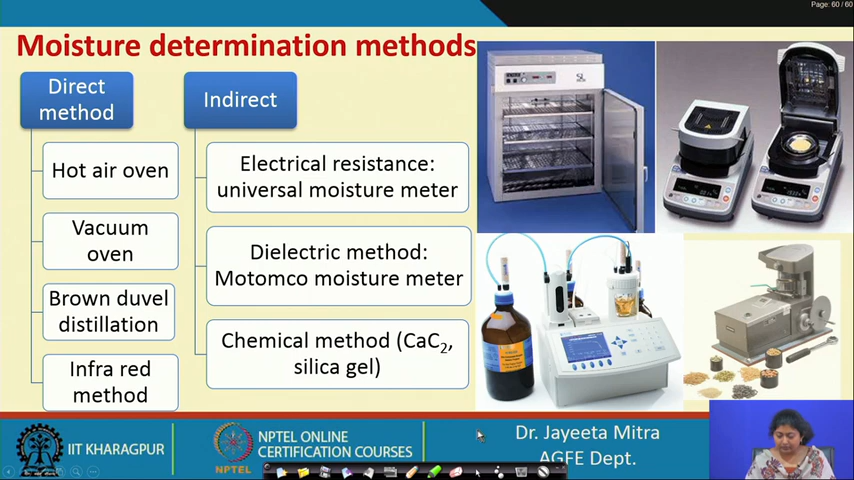 Page: 60 / 60
Moisture determination methods
Direct
method
Hot air oven
Vacuum
oven
Brown duvel
distillation
Infra red
method
Indirect
Electrical resistance:
universal moisture meter
Dielectric method:
Motomco moisture meter
Chemical method (CaC₂,
silica gel)
IIT KHARAGPUR
NPTEL
NPTEL ONLINE
CERTIFICATION COURSES
Dr. Jayeeta Mitra
AGFE Dept.